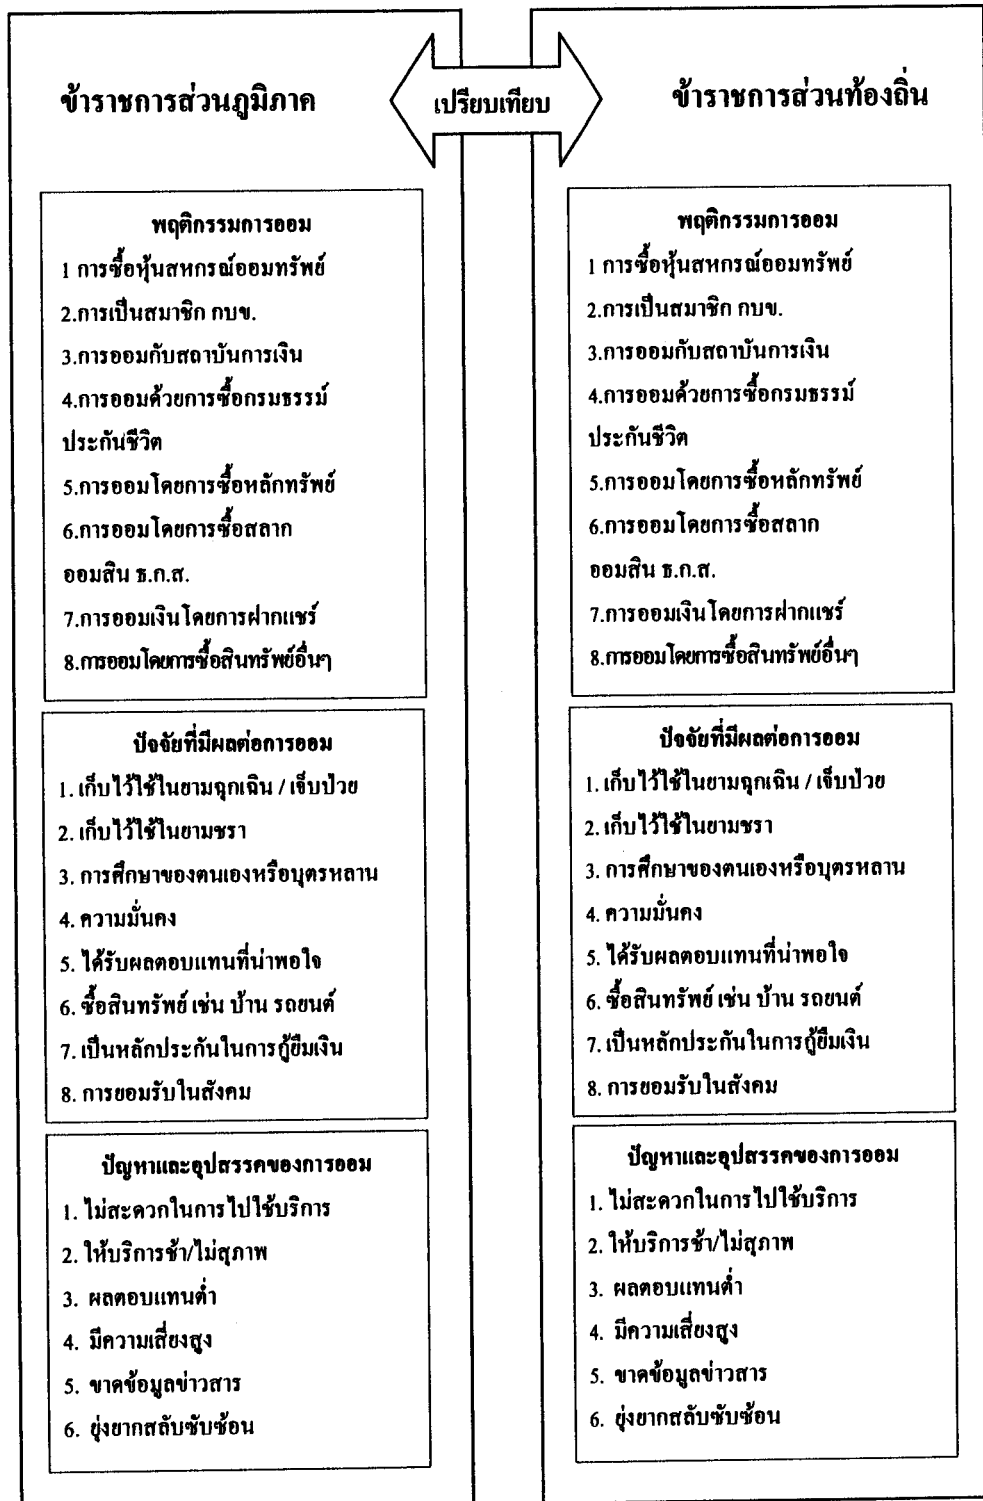 ข้าราชการส่วนภูมิภาค
เปรียบเทียบ
ข้าราชการส่วนท้องถิ่น
พฤติกรรมการออม
1 การซื้อหุ้นสหกรณ์ออมทรัพย์
2.การเป็นสมาชิก กบข.
3.การออมกับสถาบันการเงิน
4.การออมด้วยการซื้อกรมธรรม์
ประกันชีวิต
5.การออมโดยการซื้อหลักทรัพย์
6.การออมโดยการซื้อสลาก
ออมสิน ธ.ก.ส.
7.การออมเงินโดยการฝากแชร์
8.การออมโดยการซื้อสินทรัพย์อื่นๆ
ปัจจัยที่มีผลต่อการออม
1. เก็บไว้ใช้ในยามฉุกเฉิน / เจ็บป่วย
2. เก็บไว้ใช้ในยามชรา
3. การศึกษาของตนเองหรือบุตรหลาน
4. ความมั่นคง
5. ได้รับผลตอบแทนที่น่าพอใจ
6. ซื้อสินทรัพย์ เช่น บ้าน รถยนต์
7. เป็นหลักประกันในการกู้ยืมเงิน
8. การยอมรับในสังคม
ปัญหาและอุปสรรคของการออม
1. ไม่สะดวกในการไปใช้บริการ
2. ให้บริการช้า/ไม่สุภาพ
3. ผลตอบแทนต่ำ
4. มีความเสี่ยงสูง
5. ขาดข้อมูลข่าวสาร
6. ยุ่งยากสลับซับซ้อน
พฤติกรรมการออม
1 การซื้อหุ้นสหกรณ์ออมทรัพย์
2.การเป็นสมาชิก กบข.
3.การออมกับสถาบันการเงิน
4.การออมด้วยการซื้อกรมธรรม์
ประกันชีวิต
5.การออมโดยการซื้อหลักทรัพย์
6.การออมโดยการซื้อสลาก
ออมสิน ธ.ก.ส.
7.การออมเงินโดยการฝากแชร์
8.การออมโดยการซื้อสินทรัพย์อื่นๆ
ปัจจัยที่มีผลต่อการออม
1. เก็บไว้ใช้ในยามฉุกเฉิน / เจ็บป่วย
2. เก็บไว้ใช้ในยามชรา
3. การศึกษาของตนเองหรือบุตรหลาน
4. ความมั่นคง
5. ได้รับผลตอบแทนที่น่าพอใจ
6. ซื้อสินทรัพย์ เช่น บ้าน รถยนต์
7. เป็นหลักประกันในการกู้ยืมเงิน
8. การยอมรับในสังคม
ปัญหาและอุปสรรคของการออม
1. ไม่สะดวกในการไปใช้บริการ
2. ให้บริการช้า/ไม่สุภาพ
3. ผลตอบแทนต่ำ
4. มีความเสี่ยงสูง
5. ขาดข้อมูลข่าวสาร
6. ยุ่งยากสลับซับซ้อน